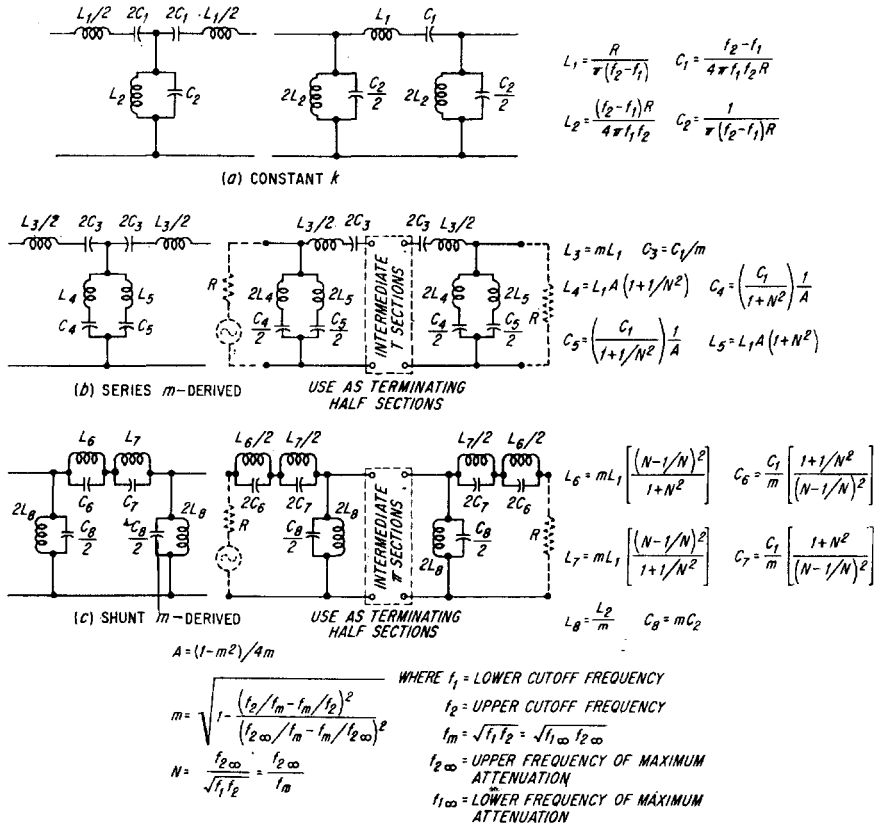 L1/2 2C1 2C1 L1/2
L2 C2
L1 C1
2L2 C2/2 2L2 C2/2
L1 = R/π(f2−f1) C1 = f2−f1/4πf1f2R
L2 = (f2−f1)R/4πf1f2 C2 = 1/π(f2−f1)R
(a) CONSTANT k
L3/2 2C3 2C3 L3/2
L4 L5
C4 C5
(b) SERIES m-DERIVED
L3/2 2C3
R 2L4 2L5
C4/2 C5/2
INTERMEDIATE
T SECTIONS
2C3 L3/2
2L4 2L5
C4/2 C5/2 R
USE AS TERMINATING
HALF SECTIONS
L3 = mL1 C3 = C1/m
L4 = L1A(1+1/N²) C4 = (C1/1+N²) 1/A
C5 = (C1/1+1/N²) 1/A L5 = L1A(1+N²)
L6 L7
C6 C7
2L8 C8/2 C8/2 2L8
(c) SHUNT m-DERIVED
L6/2 L7/2
2C6 2C7
R C8/2 2L8
INTERMEDIATE
π SECTIONS
L7/2 L6/2
2C7 2C6
2L8 C8/2 R
USE AS TERMINATING
HALF SECTIONS
L6 = mL1 [(N−1/N)²/1+N²] C6 = C1/m [1+1/N²/(N−1/N)²]
L7 = mL1 [(N−1/N)²/1+1/N²] C7 = C1/m [1+N²/(N−1/N)²]
L8 = L2/m C8 = mC2
A = (1−m²)/4m
m = √1− (f2/fm−fm/f2)²/(f2∞/fm−fm/f2∞)²
N = f2∞/√f1f2 = f2∞/fm
WHERE f1 = LOWER CUTOFF FREQUENCY
f2 = UPPER CUTOFF FREQUENCY
fm = √f1f2 = √f1∞ f2∞
f2∞ = UPPER FREQUENCY OF MAXIMUM
ATTENUATION
f1∞ = LOWER FREQUENCY OF MAXIMUM
ATTENUATION